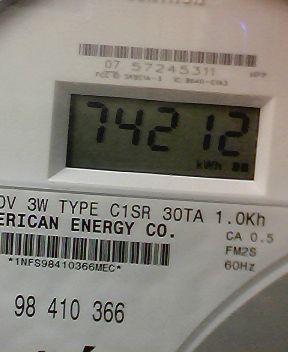 07 57245311
74212
kWh
0V 3W TYPE C1SR 30TA 1.0Kh
ERICAN ENERGY CO.
CA 0.5
FM2S
*1NFS98410366MEC*
60Hz
98 410 366